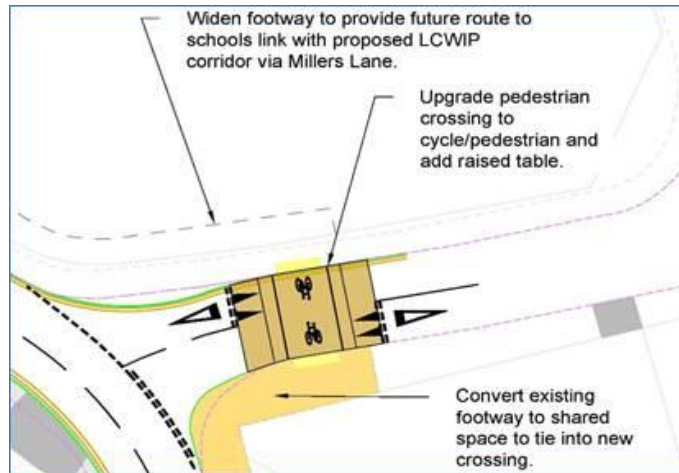 Widen footway to provide future route to
schools link with proposed LCWIP
corridor via Millers Lane.
Upgrade pedestrian
crossing to
cycle/pedestrian and
add raised table.
Convert existing
footway to shared
space to tie into new
crossing.